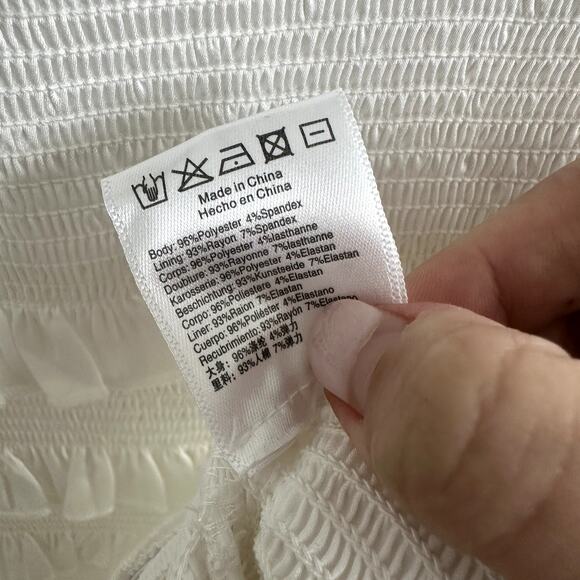 Made in China
Hecho en China
Body: 96%Polyester 4%Spandex
Lining: 93%Rayon 7%Spandex
Corps: 96%Polyester 4%lasthanne
Doublure: 93%Rayonne 7%lasthanne
Karosserie: 96%Polyester 4%Elastan
Beschichtung: 93%Kunstseide 7%Elastan
Corpo: 96%Poliestere 4%Elastan
Liner: 93%Raion 7%Elastan
Cuerpo: 96%Poliéster 4%Elastano
Recubrimiento: 93%Rayón 7%Elastano
大身: 96%涤纶 4%弹力
里料: 93%人棉 7%弹力